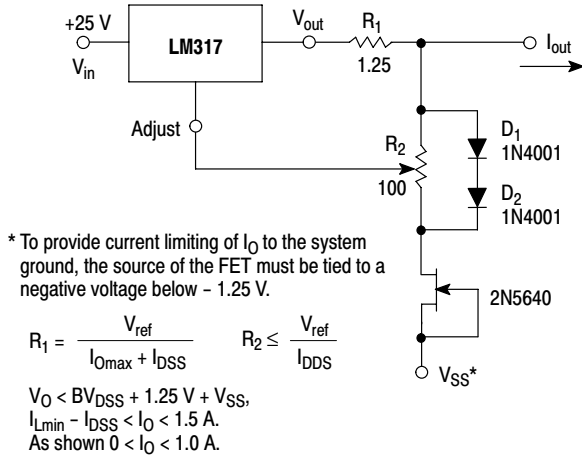 +25 V
V_in
LM317
V_out
R_1
1.25
I_out
Adjust
R_2
100
D_1
1N4001
D_2
1N4001
* To provide current limiting of I_O to the system
ground, the source of the FET must be tied to a
negative voltage below – 1.25 V.
2N5640
R_1 = V_ref / (I_Omax + I_DSS)
R_2 ≤ V_ref / I_DDS
V_SS*
V_O < BV_DSS + 1.25 V + V_SS,
I_Lmin – I_DSS < I_O < 1.5 A.
As shown 0 < I_O < 1.0 A.